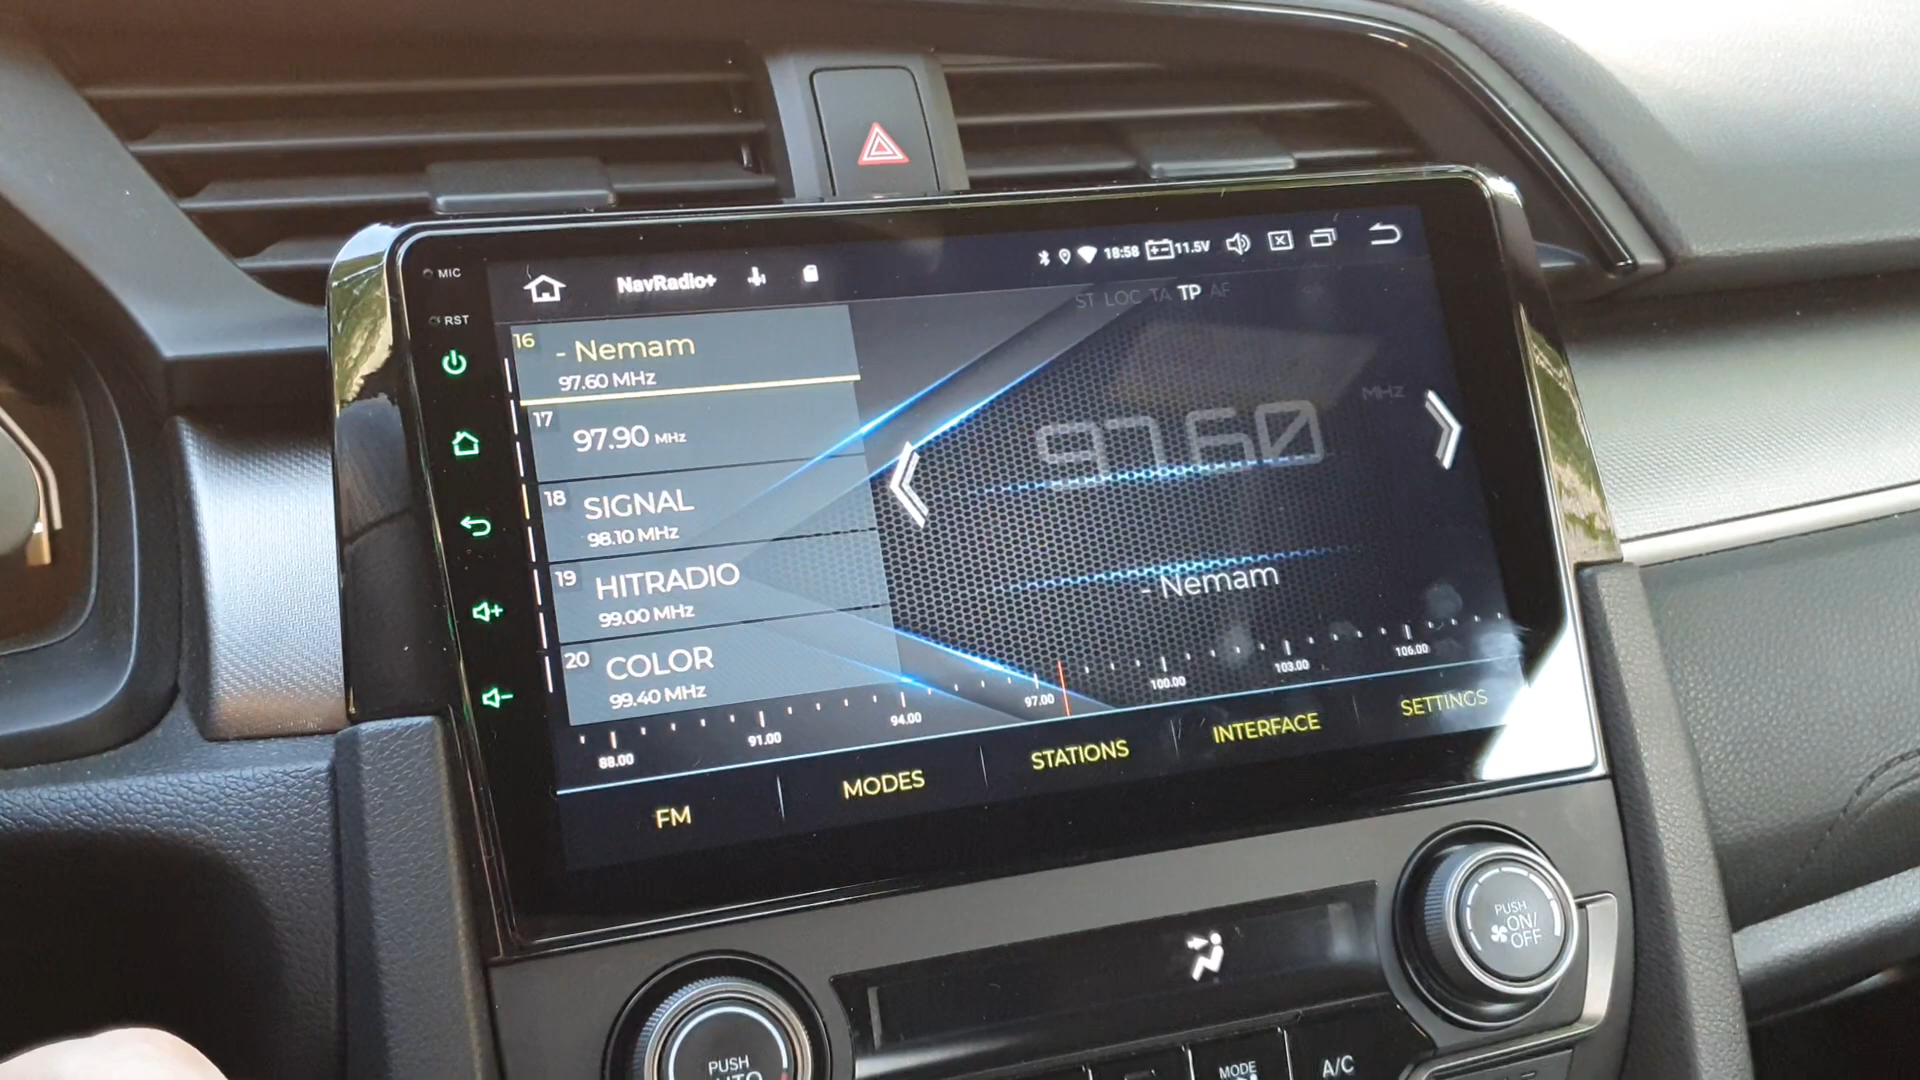 MIC
RST
NavRadio+
18:58
11.5V
ST LOC TA TP AF
16
- Nemam
97.60 MHz
17
97.90 MHz
18
SIGNAL
98.10 MHz
19
HITRADIO
99.00 MHz
20
COLOR
99.40 MHz
97.60
MHz
- Nemam
88.00
91.00
94.00
97.00
100.00
103.00
106.00
FM
MODES
STATIONS
INTERFACE
SETTINGS
PUSH
ON/
OFF
PUSH
MODE
A/C